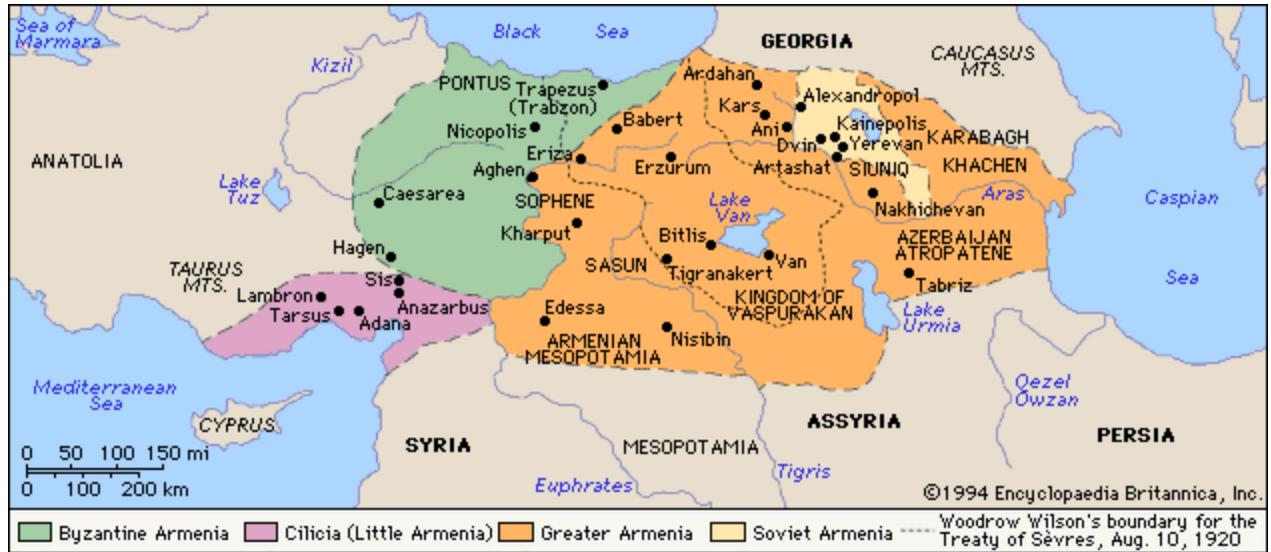 Sea of
Marmara
Black Sea
GEORGIA
CAUCASUS
MTS.
Kizil
PONTUS
Trapezus
(Trabzon)
Ardahan
Alexandropol
Kars
Babert
Nicopolis
Ani
Kainepolis
KARABAGH
Dvin
Yerevan
ANATOLIA
Eriza
Erzurum
Artashat
SIUNIQ
KHACHEN
Aghen
Lake
Tuz
Caesarea
SOPHENE
Lake
Van
Aras
Caspian
Sea
Nakhichevan
Kharput
Bitlis
AZERBAIJAN
ATROPATENE
Hagen
SASUN
Tigranakert
Van
Tabriz
TAURUS
MTS.
Sis
Lambron
Anazarbus
KINGDOM OF
VASPURAKAN
Tarsus
Adana
Edessa
Lake
Urmia
Nisibin
ARMENIAN
MESOPOTAMIA
Mediterranean
Sea
Qezel
Owzan
CYPRUS
SYRIA
MESOPOTAMIA
ASSYRIA
PERSIA
Tigris
Euphrates
0 50 100 150 mi
0 100 200 km
©1994 Encyclopaedia Britannica, Inc.
Byzantine Armenia
Cilicia (Little Armenia)
Greater Armenia
Soviet Armenia
Woodrow Wilson's boundary for the
Treaty of Sèvres, Aug. 10, 1920